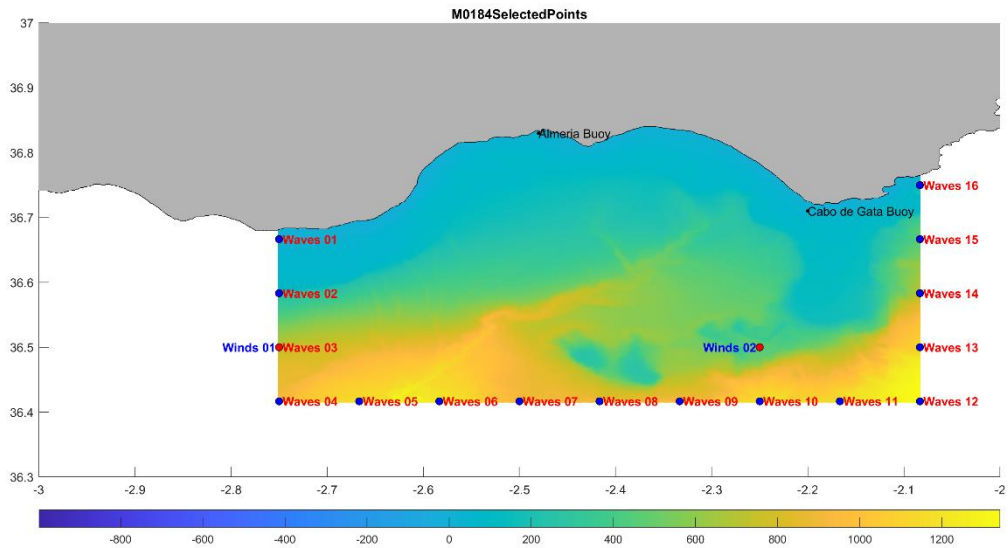 M0184SelectedPoints
37
36.9
36.8
36.7
36.6
36.5
36.4
36.3
Almeria Buoy
Waves 16
Cabo de Gata Buoy
Waves 01
Waves 15
Waves 02
Waves 14
Winds 01
Waves 03
Winds 02
Waves 13
Waves 04
Waves 05
Waves 06
Waves 07
Waves 08
Waves 09
Waves 10
Waves 11
Waves 12
-3
-2.9
-2.8
-2.7
-2.6
-2.5
-2.4
-2.3
-2.2
-2.1
-2
-800
-600
-400
-200
0
200
400
600
800
1000
1200